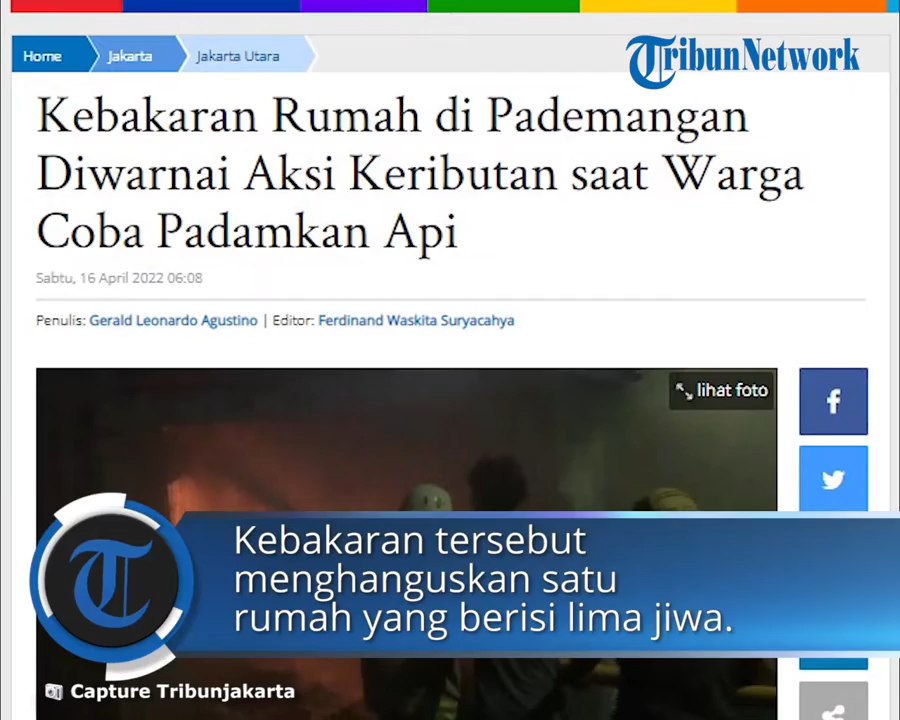 Home Jakarta Jakarta Utara
TribunNetwork
Kebakaran Rumah di Pademangan
Diwarnai Aksi Keributan saat Warga
Coba Padamkan Api
Sabtu, 16 April 2022 06:08
Penulis: Gerald Leonardo Agustino | Editor: Ferdinand Waskita Suryacahya
lihat foto
f
T
Kebakaran tersebut
menghanguskan satu
rumah yang berisi lima jiwa.
Capture Tribunjakarta